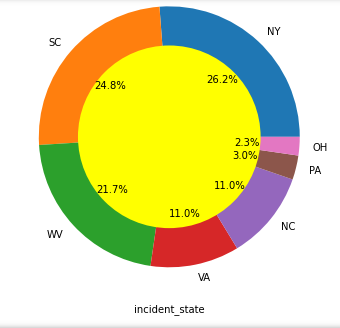 NY
SC
26.2%
24.8%
2.3%
OH
3.0%
PA
11.0%
21.7%
11.0%
NC
WV
VA
incident_state